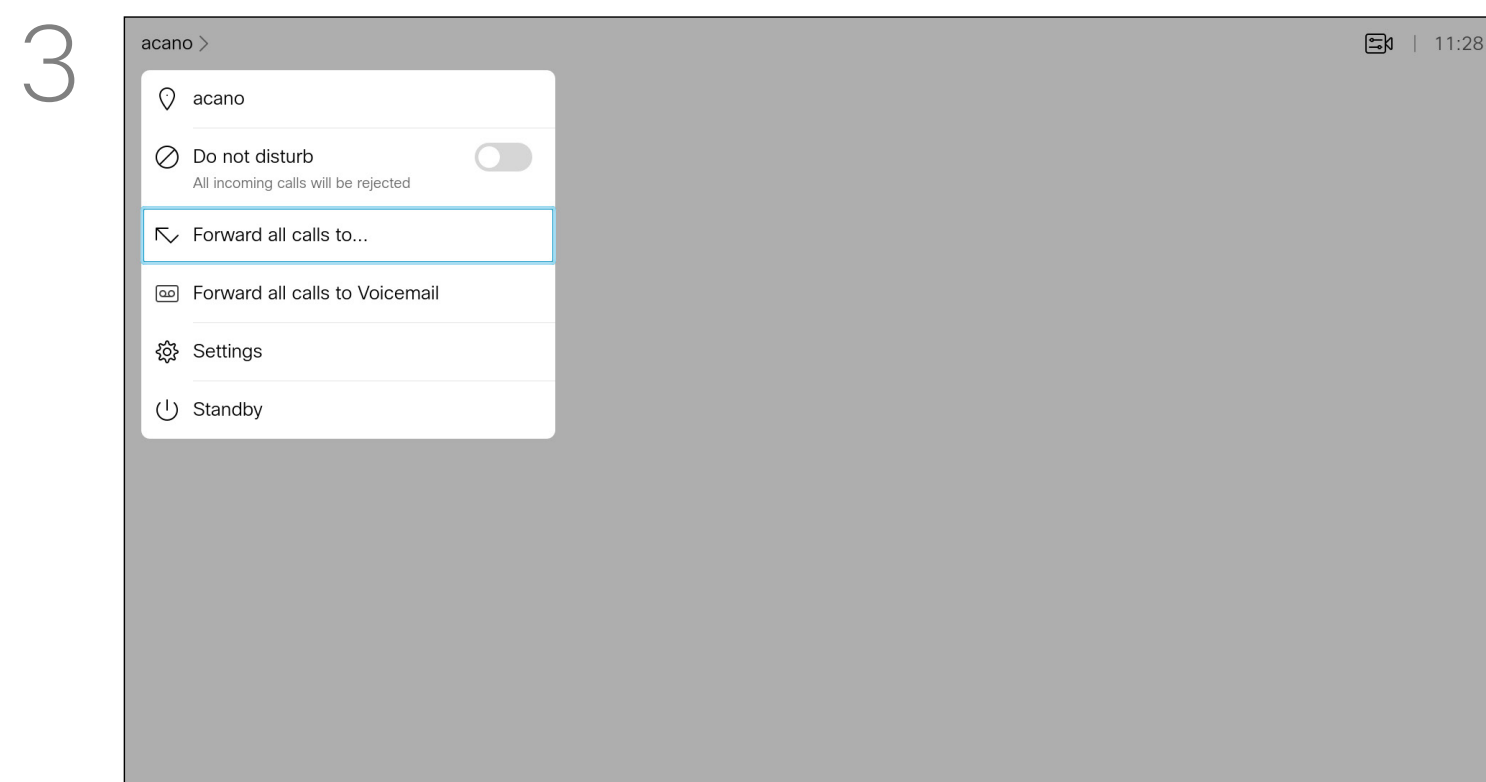 3
acano >
11:28
acano
Do not disturb
All incoming calls will be rejected
Forward all calls to...
Forward all calls to Voicemail
Settings
Standby